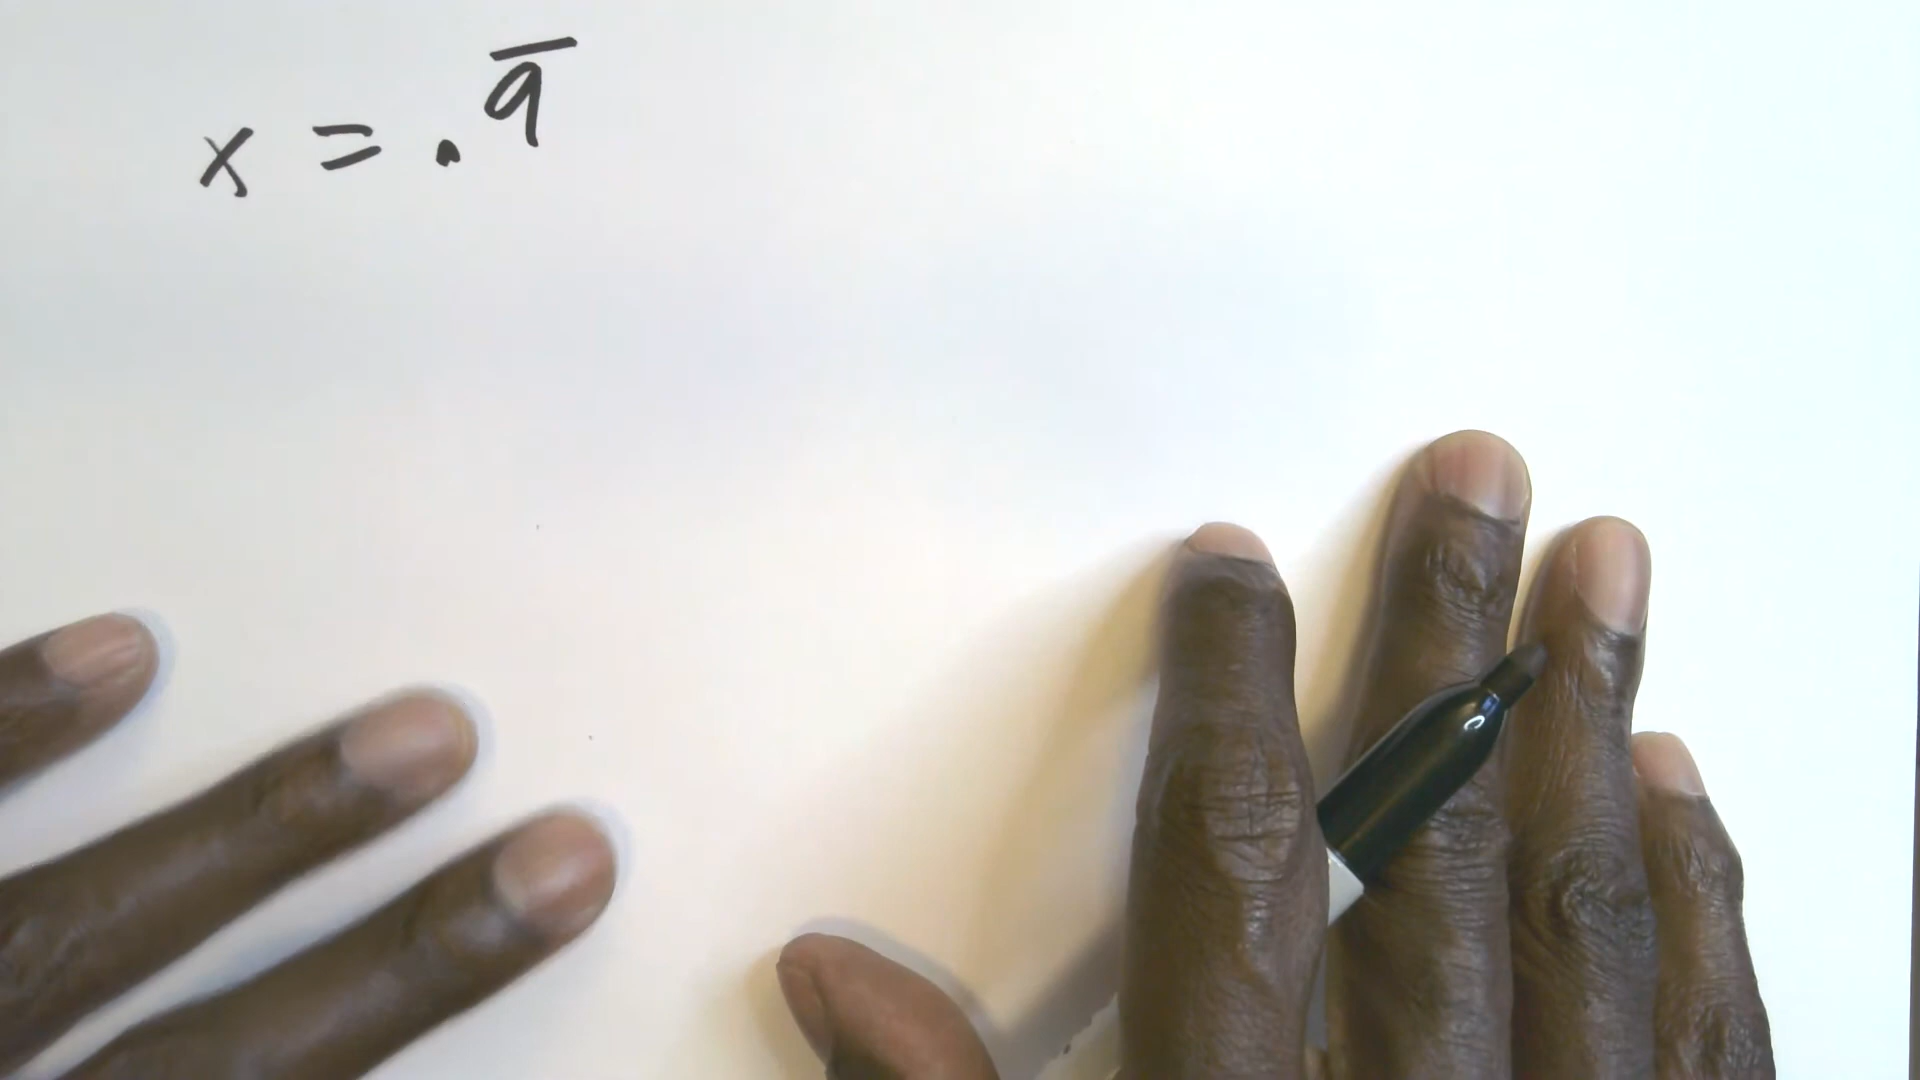 x = .9̅